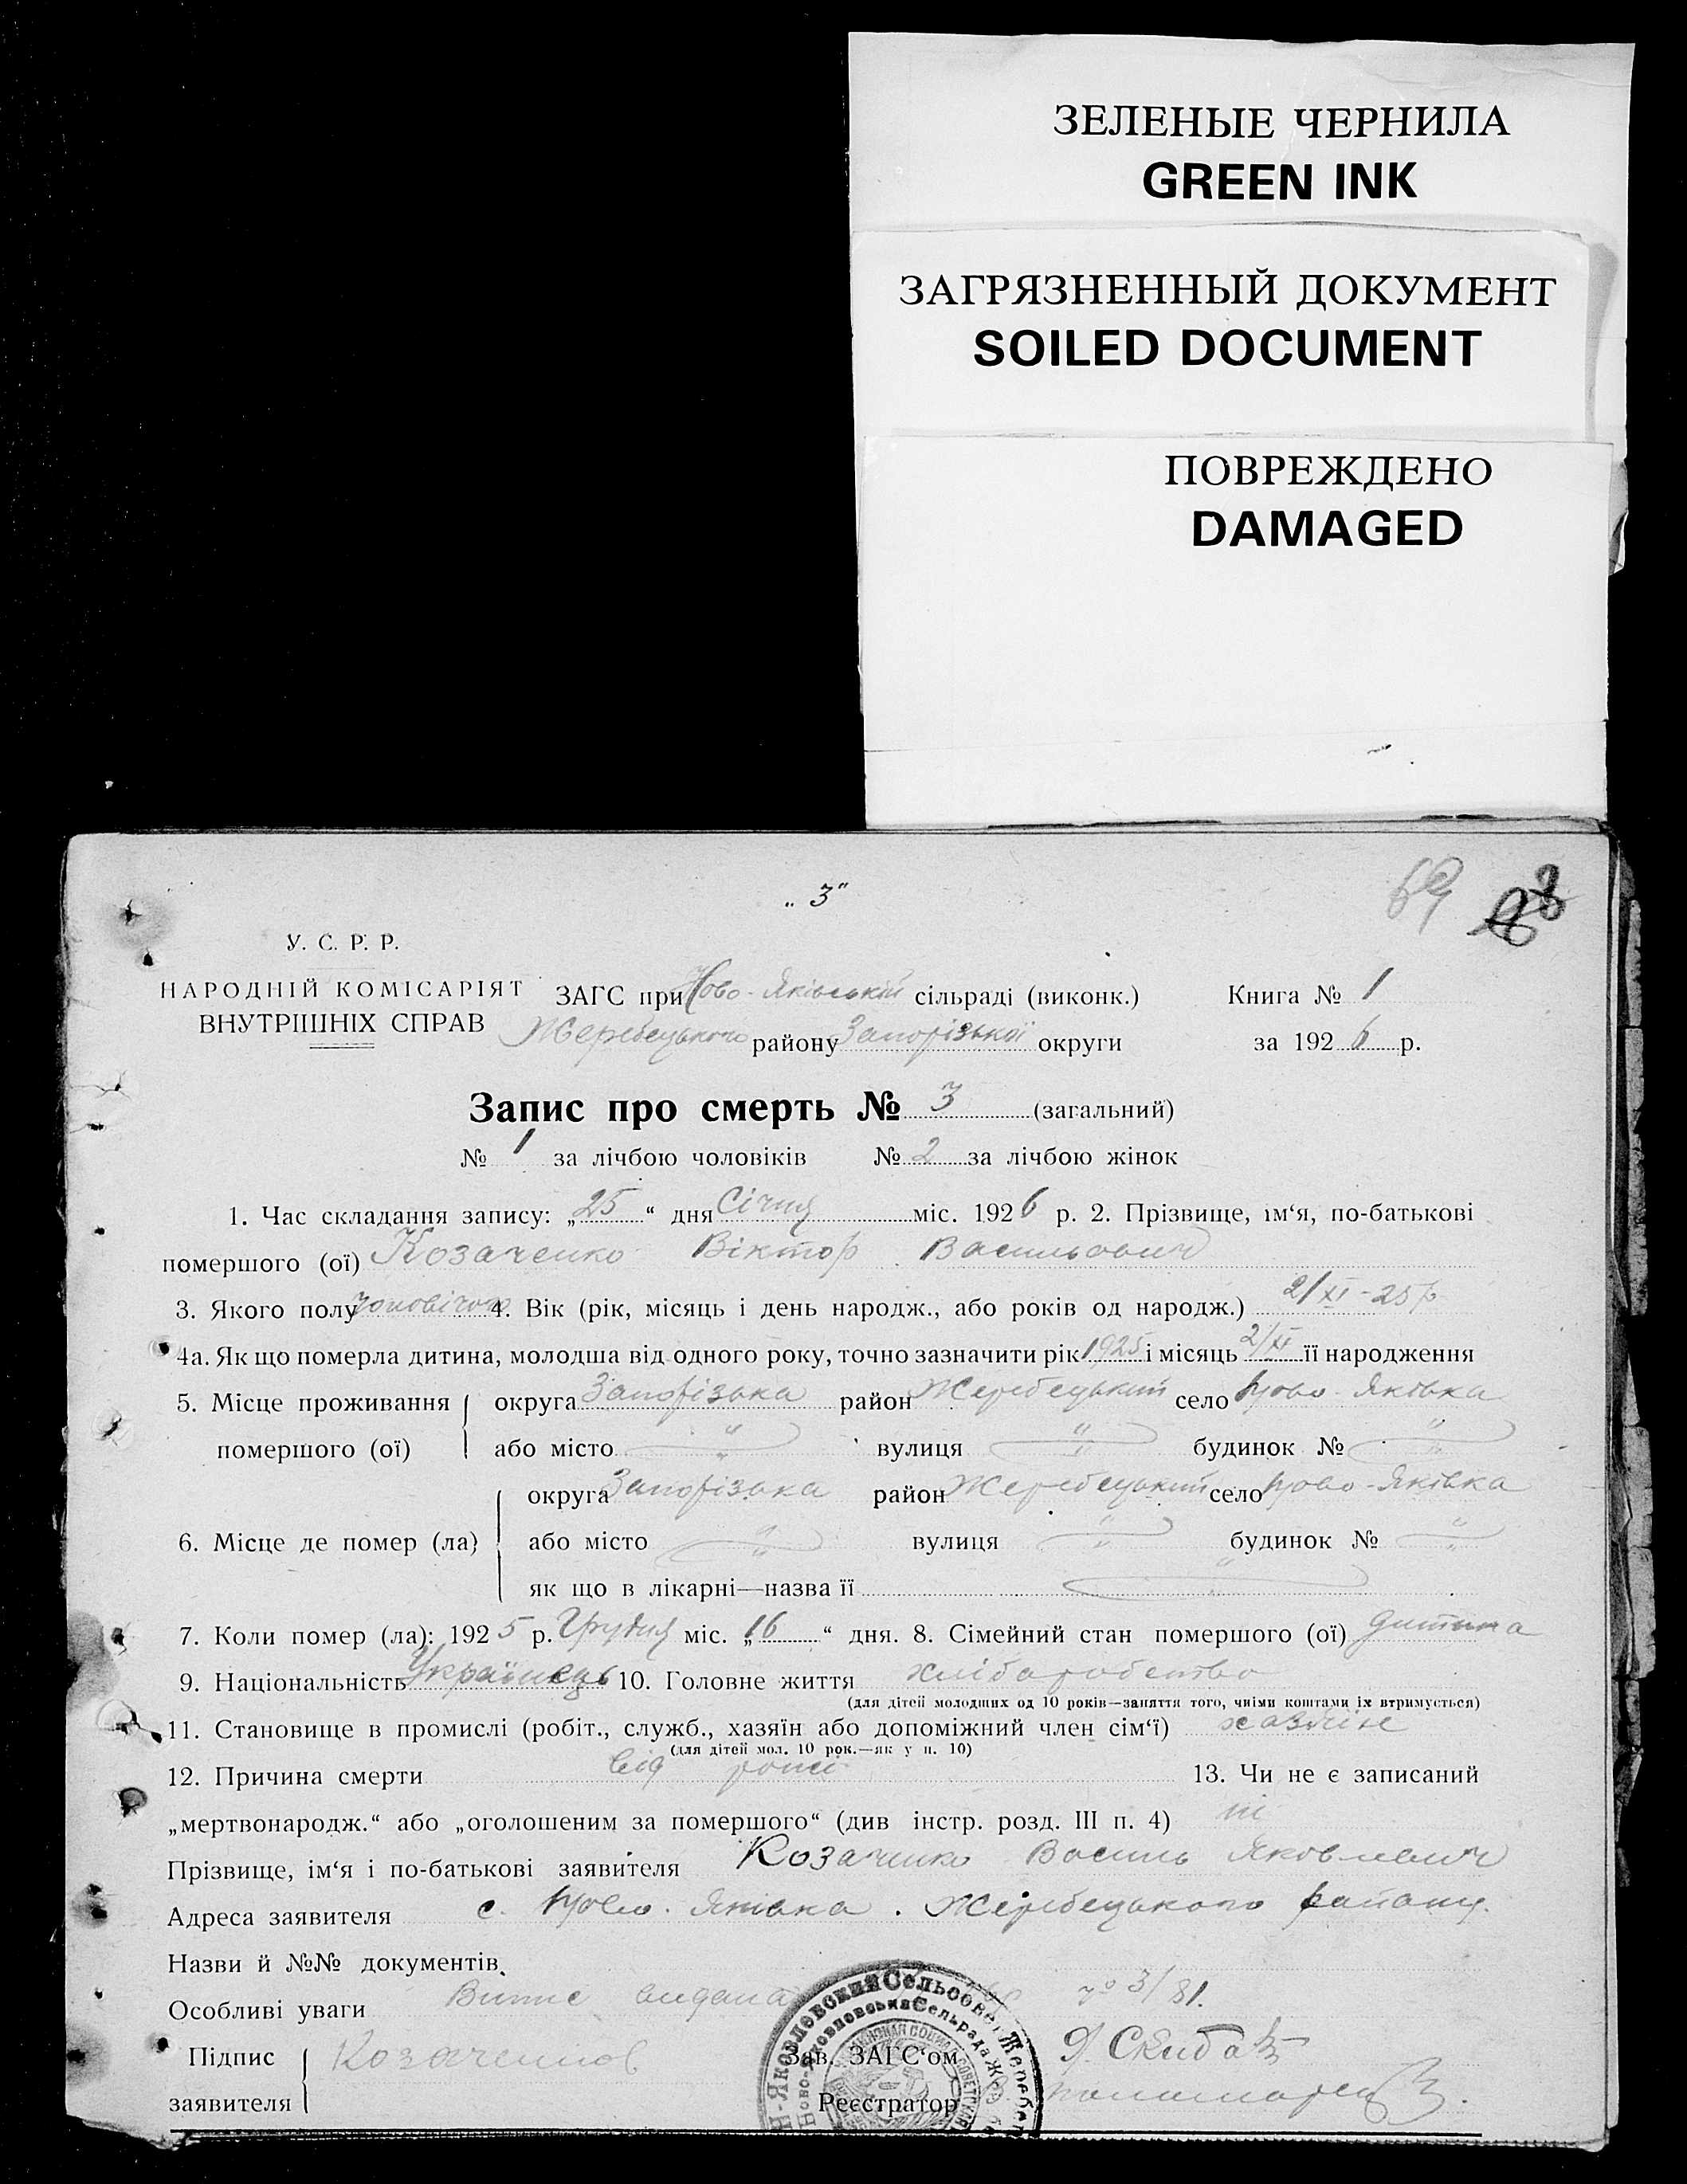 ЗЕЛЕНЫЕ ЧЕРНИЛА
GREEN INK
ЗАГРЯЗНЕННЫЙ ДОКУМЕНТ
SOILED DOCUMENT
ПОВРЕЖДЕНО
DAMAGED
„3“
69
У. С. Р. Р.
НАРОДНІЙ КОМІСАРІЯТ
ВНУТРІШНІХ СПРАВ
ЗАГС при Ново-Яківській сільраді (виконк.) Книга № 1
Жеребецького району Запорізької округи за 1926 р.
Запис про смерть № 3 (загальний)
№ 1 за лічбою чоловіків № 2 за лічбою жінок
1. Час складання запису: „25“ дня Січня міс. 1926 р. 2. Прізвище, ім‘я, по-батькові
помершого (ої) Козаченко Віктор Васильович
3. Якого полу 4. Вік (рік, місяць і день народж., або років од народж.) 2/XI-25р
4а. Як що померла дитина, молодша від одного року, точно зазначити рік 1925 і місяць 2/XI її народження
5. Місце проживання округа Запорізька район Жеребецький село Ново-Яківка
помершого (ої) або місто „ вулиця „ будинок № „
округа Запорізька район Жеребецький село Ново-Яківка
6. Місце де помер (ла) або місто „ вулиця „ будинок № „
як що в лікарні—назва її
7. Коли помер (ла): 1925 р. Грудня міс. „16“ дня. 8. Сімейний стан помершого (ої) дитина
9. Національність Українець 10. Головне життя хліборобство
(для дітей молодших од 10 років—заняття того, чиїми коштами їх втримується)
11. Становище в промислі (робіт., служб., хазяїн або допоміжний член сім‘ї) хазяїн
(для дітей мол. 10 рок.—як у п. 10)
12. Причина смерти від 13. Чи не є записаний
„мертвонародж.“ або „оголошеним за помершого“ (див інстр. розд. III п. 4) ні
Прізвище, ім‘я і по-батькові заявителя Козаченко Василь Яковлевич
Адреса заявителя с. Ново-Яківка. Жеребецького району.
Назви й №№ документів
Особливі уваги Випис видана № 3/81.
Підпис Козаченков Зав. ЗАГС‘ом Скиба
заявителя Реєстратор